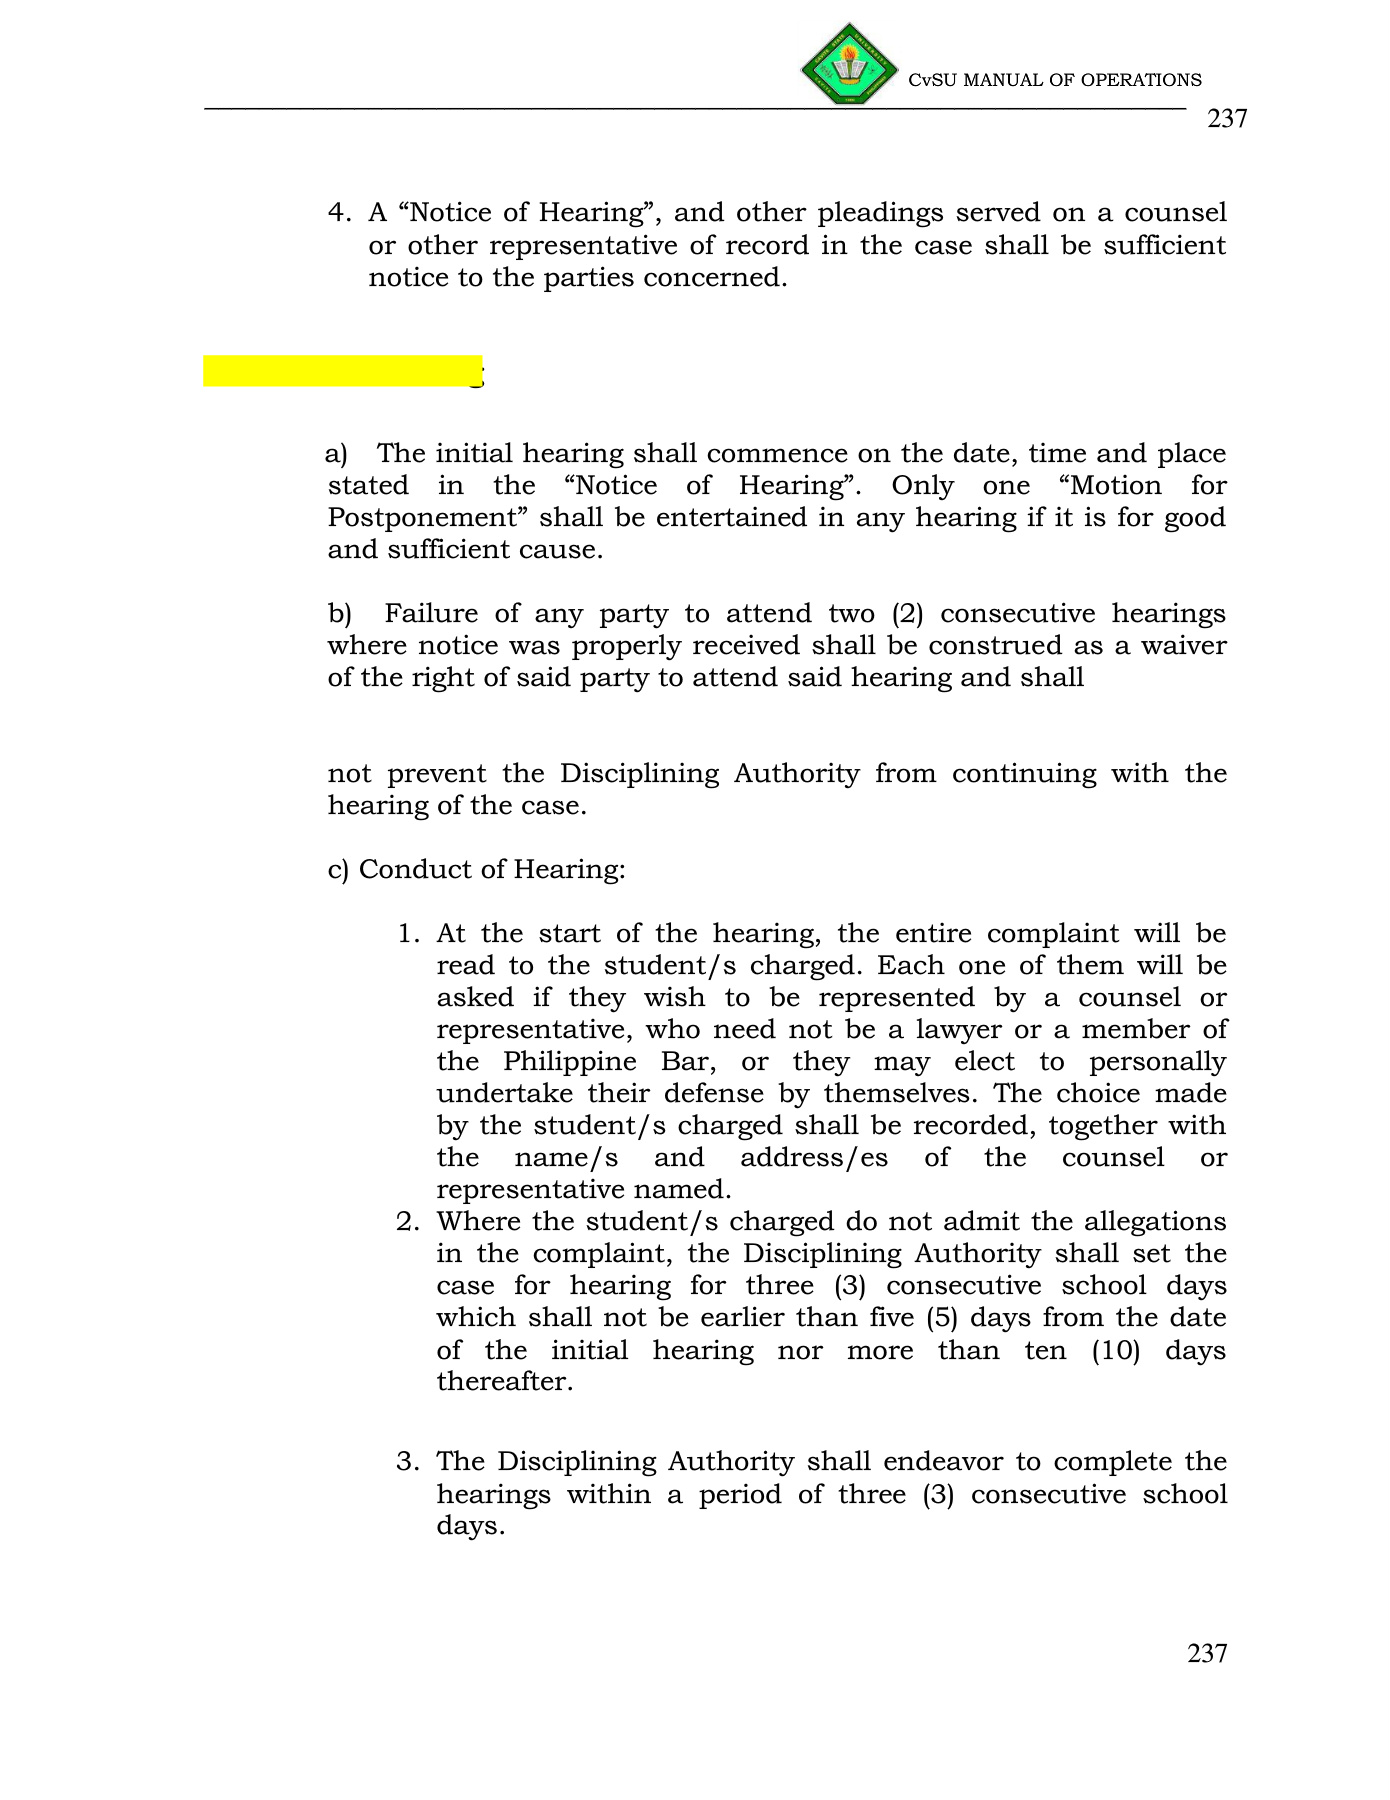 CvSU MANUAL OF OPERATIONS
237
4. A “Notice of Hearing”, and other pleadings served on a counsel
or other representative of record in the case shall be sufficient
notice to the parties concerned.
a) The initial hearing shall commence on the date, time and place
stated in the “Notice of Hearing”. Only one “Motion for
Postponement” shall be entertained in any hearing if it is for good
and sufficient cause.
b) Failure of any party to attend two (2) consecutive hearings
where notice was properly received shall be construed as a waiver
of the right of said party to attend said hearing and shall
not prevent the Disciplining Authority from continuing with the
hearing of the case.
c) Conduct of Hearing:
1. At the start of the hearing, the entire complaint will be
read to the student/s charged. Each one of them will be
asked if they wish to be represented by a counsel or
representative, who need not be a lawyer or a member of
the Philippine Bar, or they may elect to personally
undertake their defense by themselves. The choice made
by the student/s charged shall be recorded, together with
the name/s and address/es of the counsel or
representative named.
2. Where the student/s charged do not admit the allegations
in the complaint, the Disciplining Authority shall set the
case for hearing for three (3) consecutive school days
which shall not be earlier than five (5) days from the date
of the initial hearing nor more than ten (10) days
thereafter.
3. The Disciplining Authority shall endeavor to complete the
hearings within a period of three (3) consecutive school
days.
237